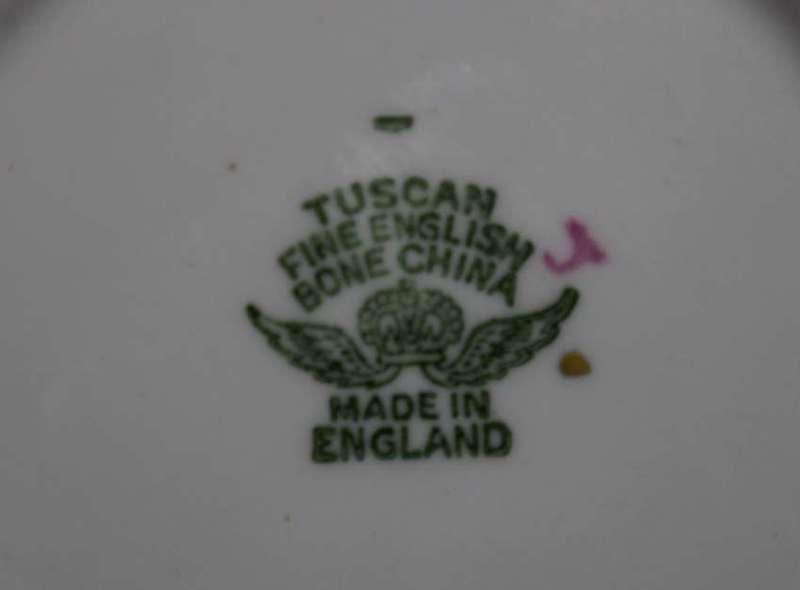 TUSCAN
FINE ENGLISH
BONE CHINA
MADE IN
ENGLAND